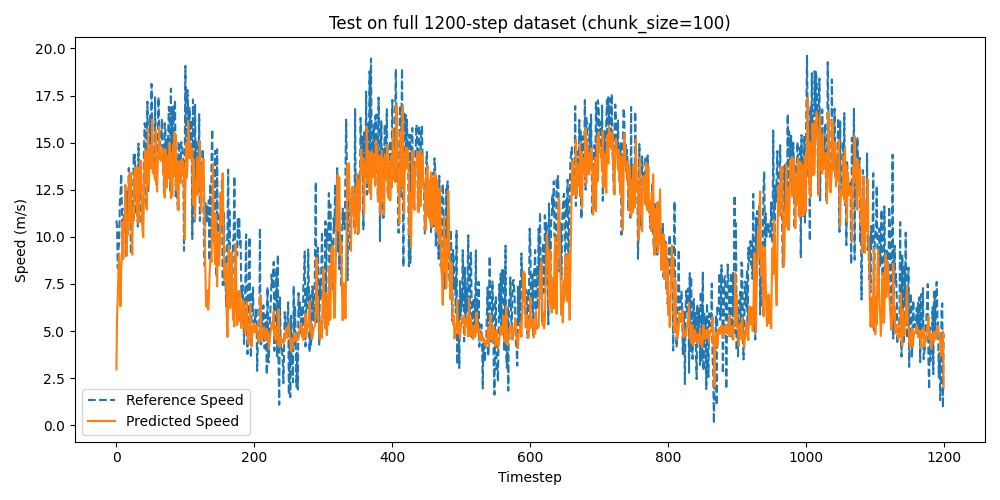 Test on full 1200-step dataset (chunk_size=100)
Speed (m/s)
20.0
17.5
15.0
12.5
10.0
7.5
5.0
2.5
0.0
Reference Speed
Predicted Speed
0 200 400 600 800 1000 1200
Timestep